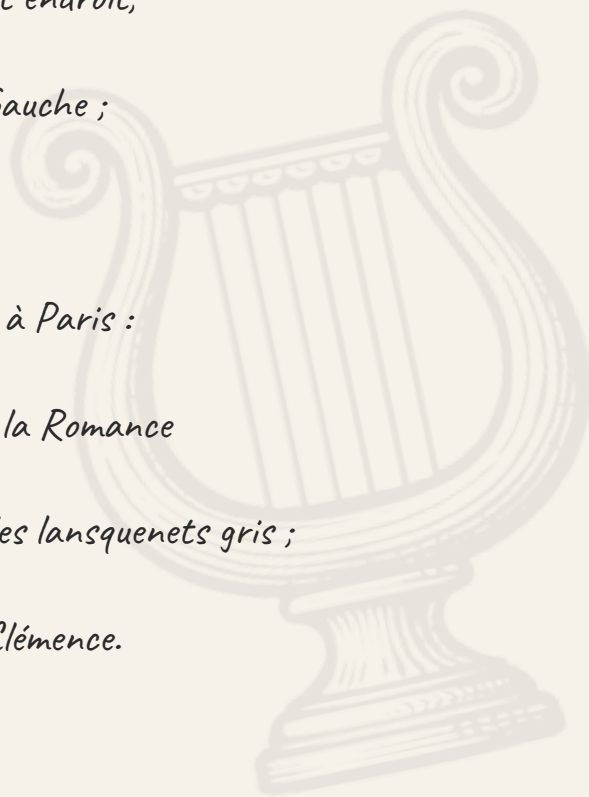 endroit,
Gauche ;
à Paris :
la Romance
es lansquenets gris ;
Clémence.